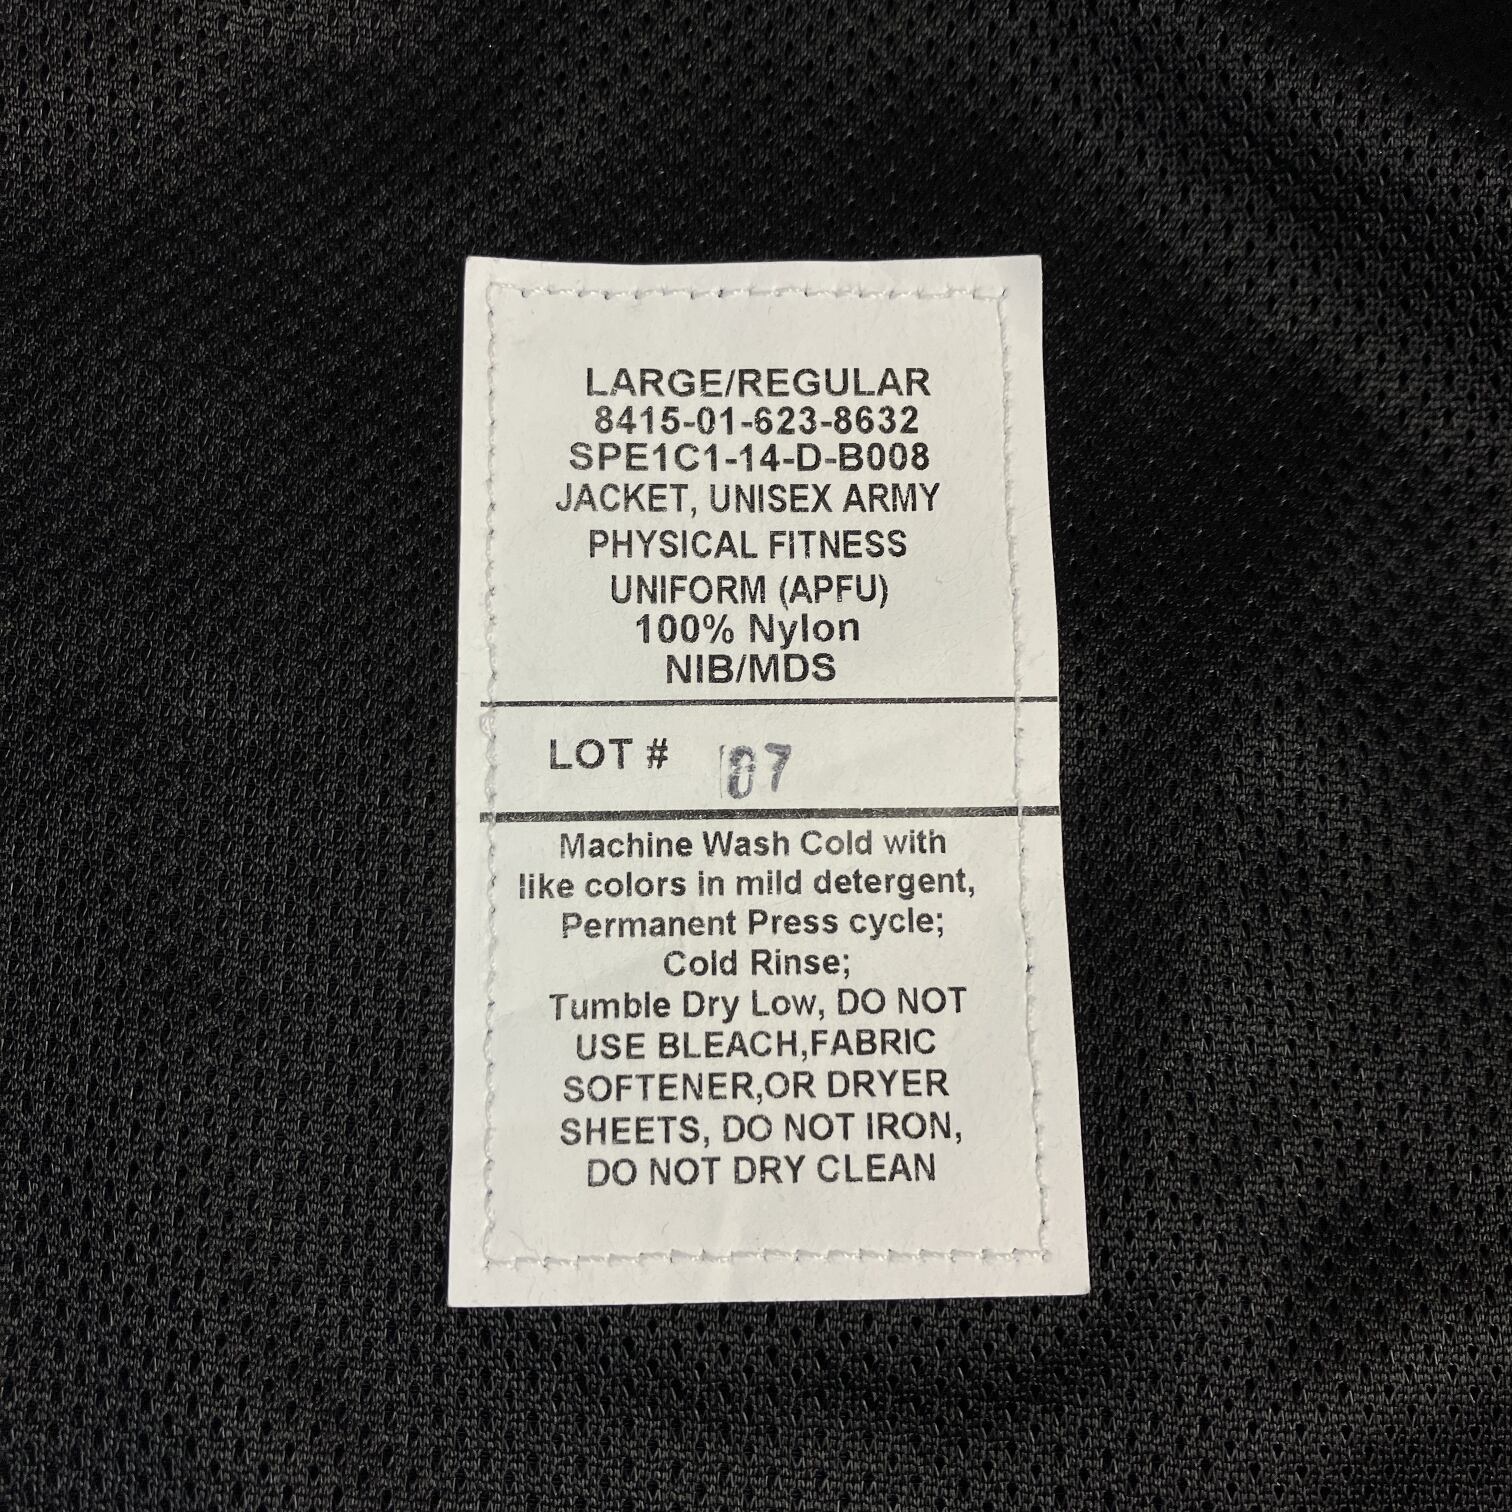 LARGE/REGULAR
8415-01-623-8632
SPE1C1-14-D-B008
JACKET, UNISEX ARMY
PHYSICAL FITNESS
UNIFORM (APFU)
100% Nylon
NIB/MDS
LOT # 07
Machine Wash Cold with
like colors in mild detergent,
Permanent Press cycle;
Cold Rinse;
Tumble Dry Low, DO NOT
USE BLEACH,FABRIC
SOFTENER,OR DRYER
SHEETS, DO NOT IRON,
DO NOT DRY CLEAN